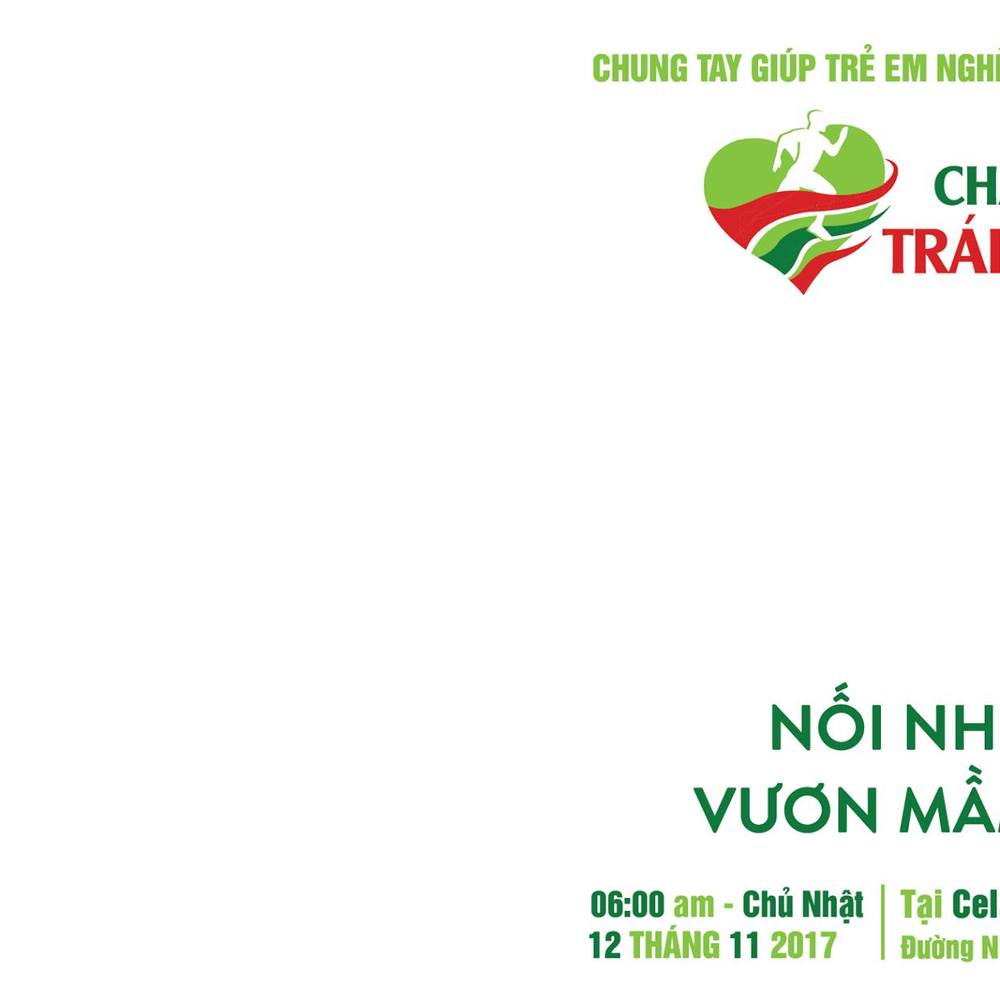 CHUNG TAY GIÚP TRẺ EM NGH
CH
TRÁ
NỐI NH
VƯƠN MẦ
06:00 am - Chủ Nhật
12 THÁNG 11 2017
Tại Cel
Đường N